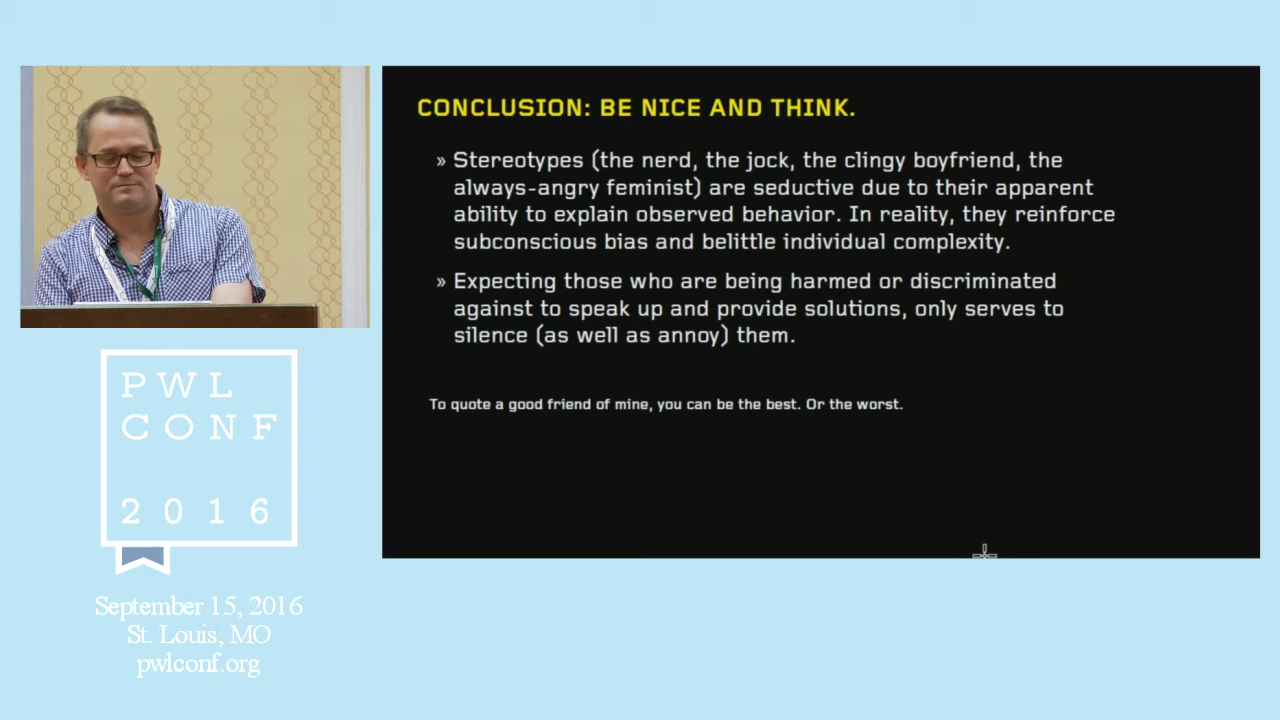 CONCLUSION: BE NICE AND THINK.
» Stereotypes (the nerd, the jock, the clingy boyfriend, the
always-angry feminist) are seductive due to their apparent
ability to explain observed behavior. In reality, they reinforce
subconscious bias and belittle individual complexity.
» Expecting those who are being harmed or discriminated
against to speak up and provide solutions, only serves to
silence (as well as annoy) them.
To quote a good friend of mine, you can be the best. Or the worst.
PWL
CONF
2016
September 15, 2016
St. Louis, MO
pwlconf.org